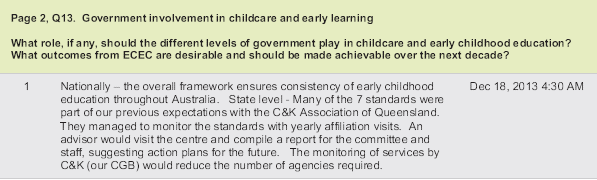 Page 2, Q13.  Government involvement in childcare and early learning
What role, if any, should the different levels of government play in childcare and early childhood education?
What outcomes from ECEC are desirable and should be made achievable over the next decade?
1 Nationally – the overall framework ensures consistency of early childhood Dec 18, 2013 4:30 AM
education throughout Australia.   State level - Many of the 7 standards were
part of our previous expectations with the C&K Association of Queensland.
They managed to monitor the standards with yearly affiliation visits.  An
advisor would visit the centre and compile a report for the committee and
staff, suggesting action plans for the future.   The monitoring of services by
C&K (our CGB) would reduce the number of agencies required.